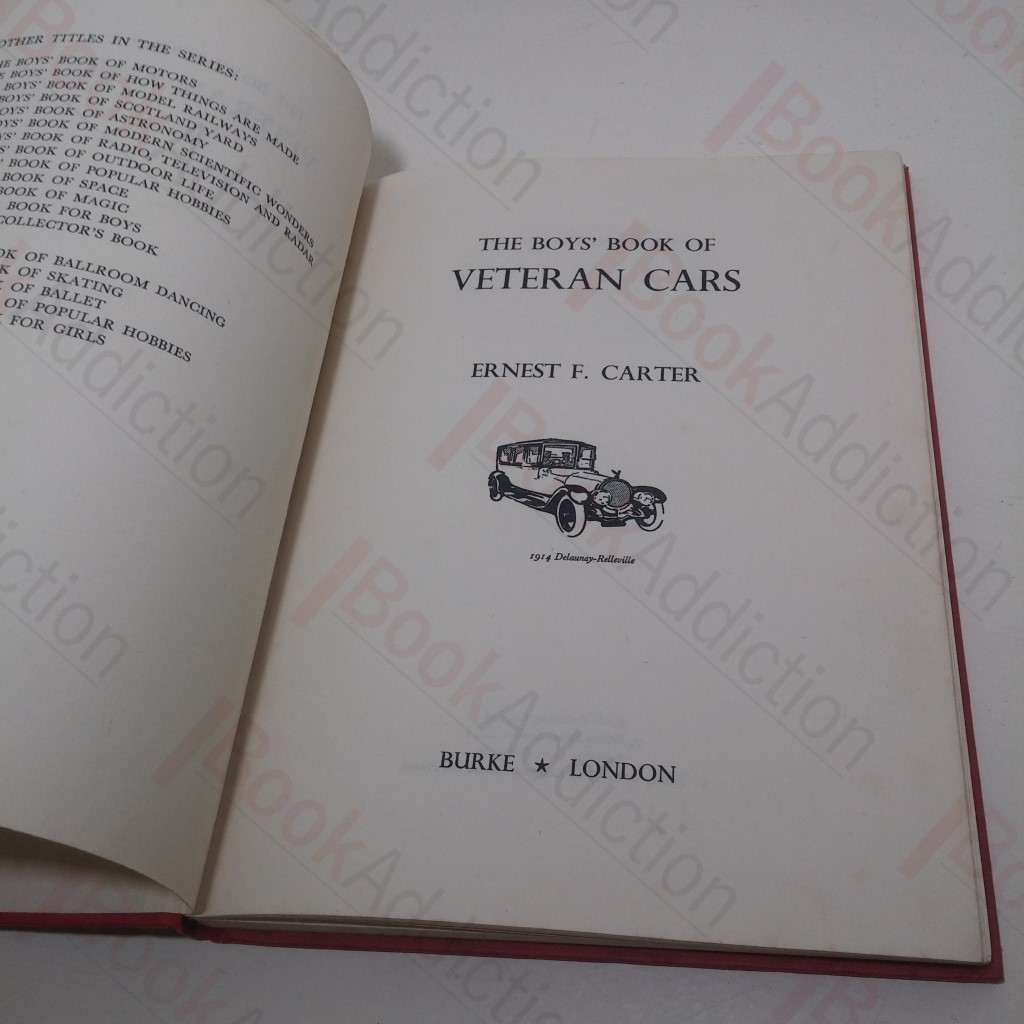 OTHER TITLES IN THE SERIES:
THE BOYS' BOOK OF MOTORS
BOYS' BOOK OF HOW THINGS ARE MADE
BOYS' BOOK OF MODEL RAILWAYS
BOYS' BOOK OF SCOTLAND YARD
BOYS' BOOK OF ASTRONOMY
BOOK OF MODERN SCIENTIFIC WONDERS
BOOK OF RADIO, TELEVISION AND RADAR
BOOK OF OUTDOOR LIFE
BOOK OF POPULAR HOBBIES
BOOK OF SPACE
BOOK OF MAGIC
BOOK FOR BOYS
COLLECTOR'S BOOK
OF BALLROOM DANCING
OF SKATING
OF BALLET
OF POPULAR HOBBIES
FOR GIRLS
THE BOYS' BOOK OF
VETERAN CARS
ERNEST F. CARTER
1914 Delaunay-Relleville
BURKE ★ LONDON
BookAddiction